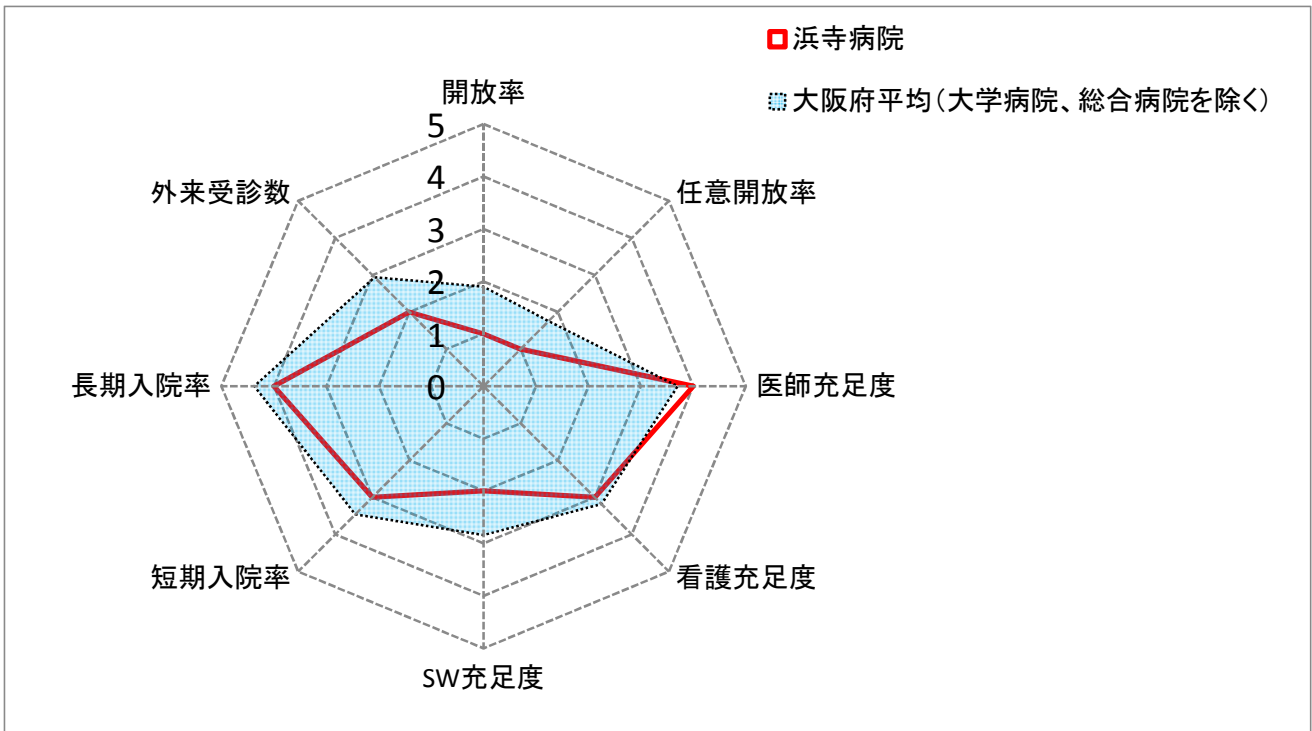 浜寺病院
大阪府平均(大学病院、総合病院を除く)
開放率
任意開放率
医師充足度
看護充足度
SW充足度
短期入院率
長期入院率
外来受診数
5
4
3
2
1
0